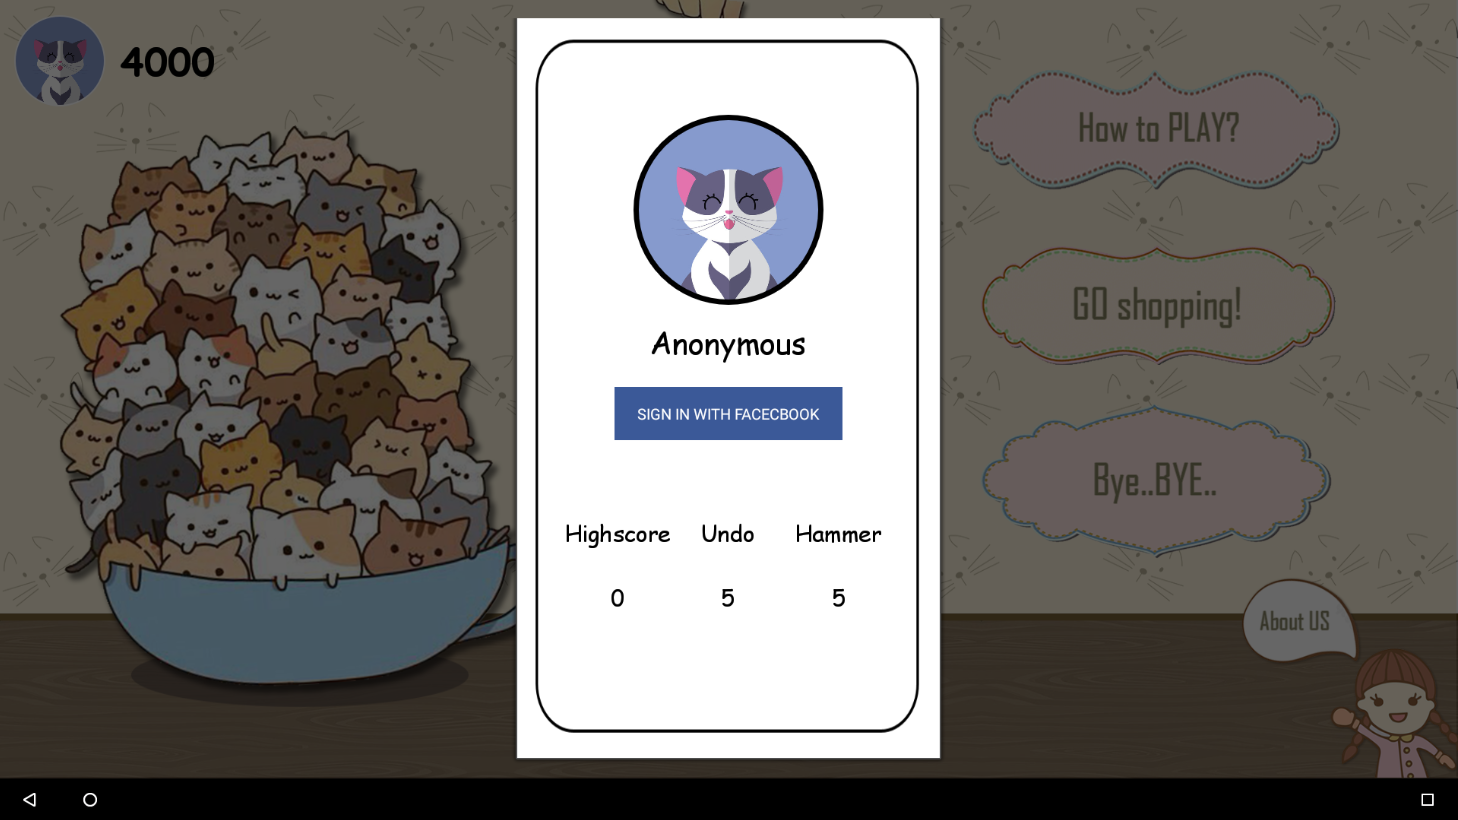 4000
Anonymous
SIGN IN WITH FACECBOOK
Highscore Undo Hammer
0 5 5
How to PLAY?
GO shopping!
Bye..BYE..
About US